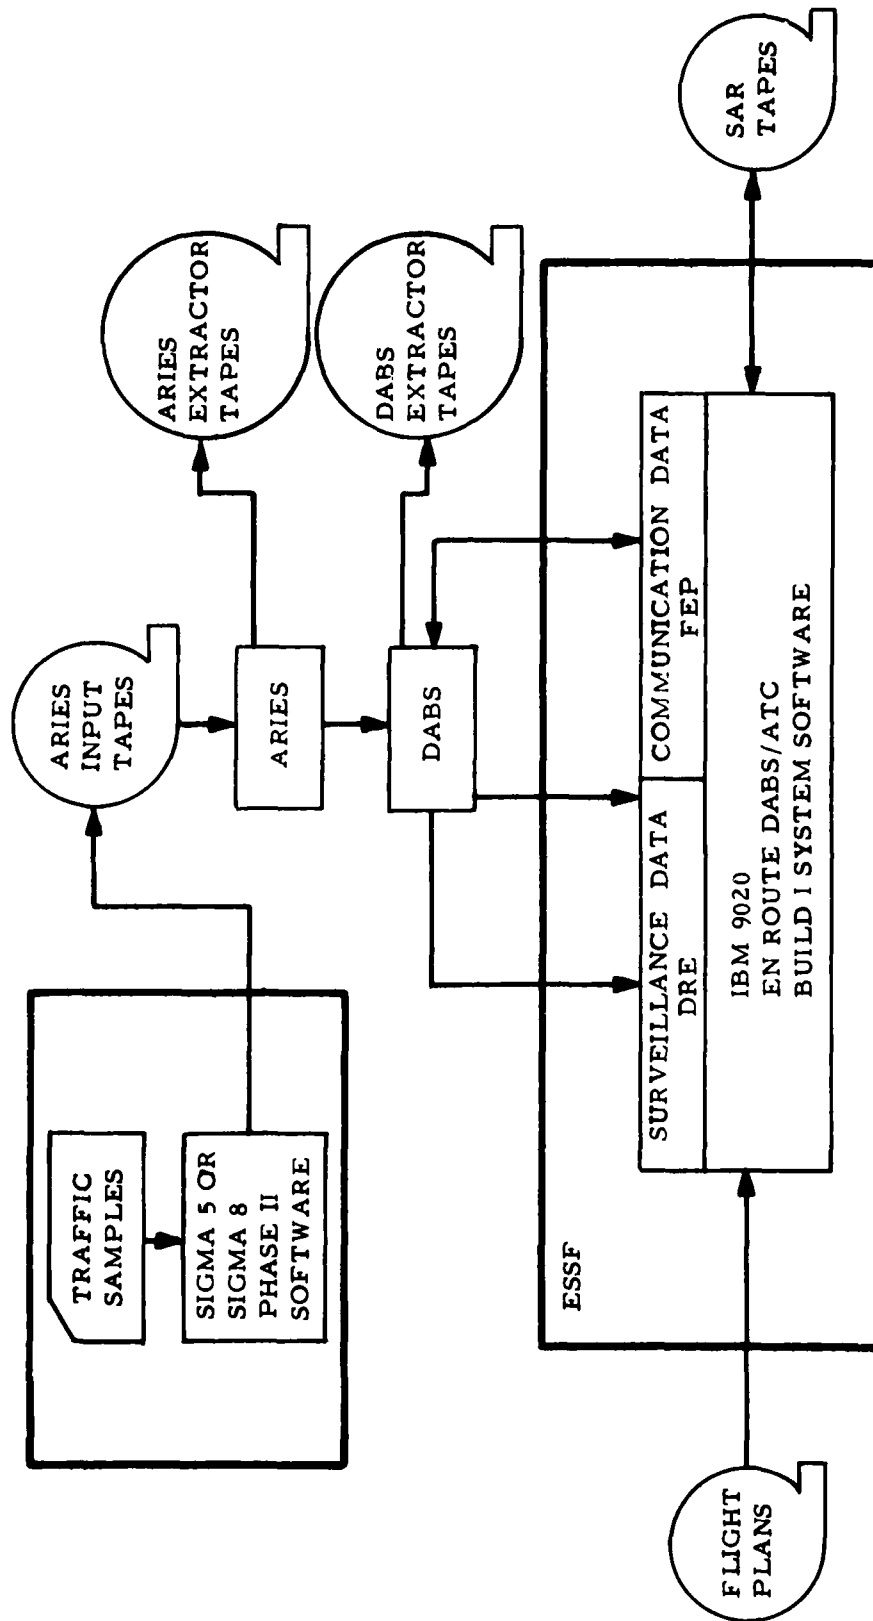 TRAFFIC
SAMPLES
SIGMA 5 OR
SIGMA 8
PHASE II
SOFTWARE
ARIES
INPUT
TAPES
ARIES
ARIES
EXTRACTOR
TAPES
DABS
DABS
EXTRACTOR
TAPES
ESSF
SURVEILLANCE DATA
DRE
COMMUNICATION DATA
FEP
IBM 9020
EN ROUTE DABS/ATC
BUILD I SYSTEM SOFTWARE
FLIGHT
PLANS
SAR
TAPES